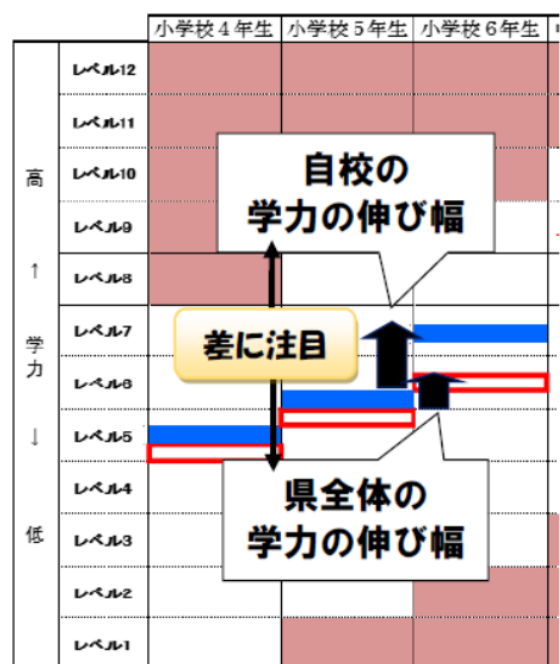 小学校4年生 小学校5年生 小学校6年生
高
↑
学
力
↓
低
レベル12
レベル11
レベル10
レベル9
レベル8
レベル7
レベル6
レベル5
レベル4
レベル3
レベル2
レベル1
自校の
学力の伸び幅
差に注目
県全体の
学力の伸び幅